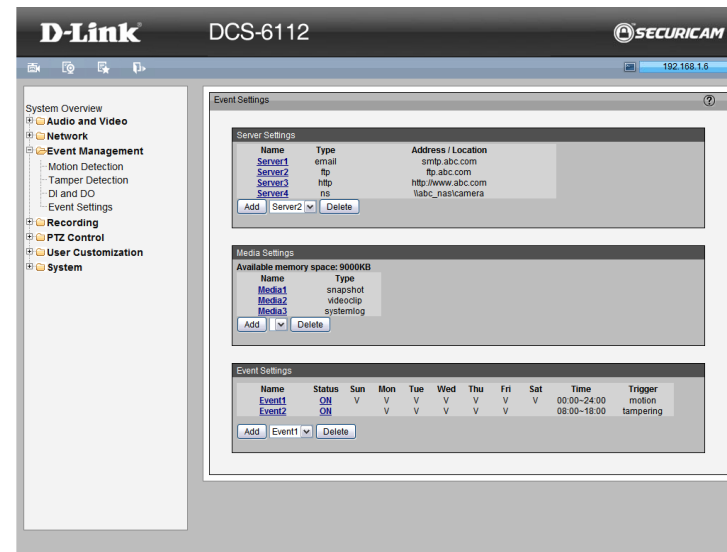 D-Link DCS-6112 SECURICAM
192.168.1.6
System Overview
Audio and Video
Network
Event Management
Motion Detection
Tamper Detection
DI and DO
Event Settings
Recording
PTZ Control
User Customization
System
Event Settings
Server Settings
Name Type Address / Location
Server1 email smtp.abc.com
Server2 ftp ftp.abc.com
Server3 http http://www.abc.com
Server4 ns \\abc_nas\camera
Add Server2 Delete
Media Settings
Available memory space: 9000KB
Name Type
Media1 snapshot
Media2 videoclip
Media3 systemlog
Add Delete
Event Settings
Name Status Sun Mon Tue Wed Thu Fri Sat Time Trigger
Event1 ON V V V V V V V 00:00~24:00 motion
Event2 ON V V V V V 08:00~18:00 tampering
Add Event1 Delete